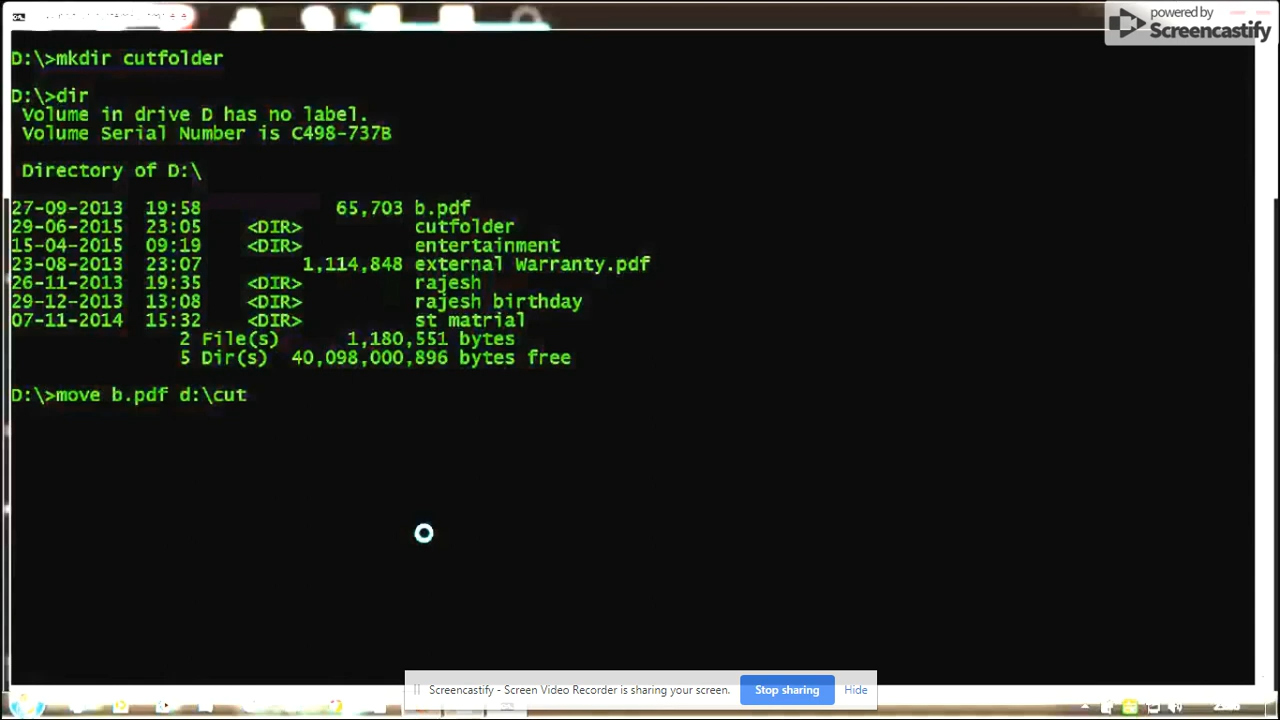 powered by
Screencastify
D:\>mkdir cutfolder
D:\>dir
Volume in drive D has no label.
Volume Serial Number is C498-737B
Directory of D:\
27-09-2013 19:58 65,703 b.pdf
29-06-2015 23:05 <DIR> cutfolder
15-04-2015 09:19 <DIR> entertainment
23-08-2013 23:07 1,114,848 external Warranty.pdf
26-11-2013 19:35 <DIR> rajesh
29-12-2013 13:08 <DIR> rajesh birthday
07-11-2014 15:32 <DIR> st matrial
2 File(s) 1,180,551 bytes
5 Dir(s) 40,098,000,896 bytes free
D:\>move b.pdf d:\cut
Screencastify - Screen Video Recorder is sharing your screen. Stop sharing Hide